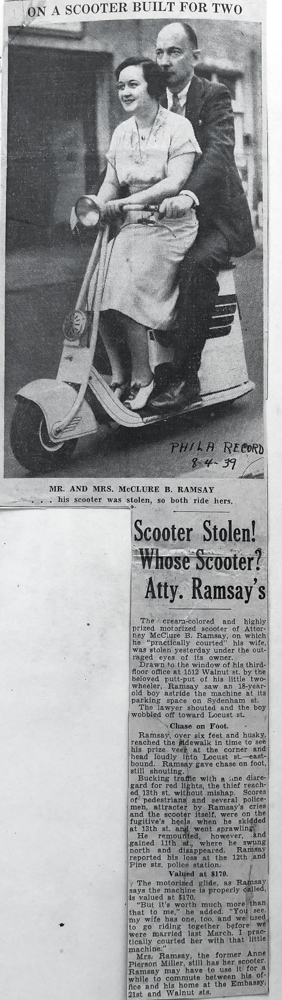 ON A SCOOTER BUILT FOR TWO
PHILA RECORD
8-4-39
MR. AND MRS. McCLURE B. RAMSAY
. . . his scooter was stolen, so both ride hers.
Scooter Stolen!
Whose Scooter?
Atty. Ramsay's
The cream-colored and highly
prized motorized scooter of Attor-
ney McClure B. Ramsay, on which
he "practically courted" his wife,
was stolen yesterday under the out-
raged eyes of its owner.
Drawn to the window of his third-
floor office at 1512 Walnut st. by the
beloved putt-put of his little two-
wheeler, Ramsay saw an 18-year-
old boy astride the machine at its
parking space on Sydenham st.
The lawyer shouted and the boy
wobbled off toward Locust st.
Chase on Foot.
Ramsay, over six feet and husky,
reached the sidewalk in time to see
his prize veer at the corner and
head loudly into Locust st.—east-
bound. Ramsay gave chase on foot,
still shouting.
Bucking traffic with a fine disre-
gard for red lights, the thief reach-
ed 13th st. without mishap. Scores
of pedestrians and several police-
men, attracter by Ramsay's cries
and the scooter itself, were on the
fugitive's heels when he skidded
at 13th st. and went sprawling.
He remounted, however, and
gained 11th st., where he swung
north and disappeared. Ramsay
reported his loss at the 12th and
Pine sts. police station.
Valued at $170.
The motorized glide, as Ramsay
says the machine is properly called,
is valued at $170.
"But it's worth much more than
that to me," he added. "You see,
my wife has one, too, and we used
to go riding together before we
were married last March. I prac-
tically courted her with that little
machine."
Mrs. Ramsay, the former Anne
Pierson Miller, still has her scooter.
Ramsay may have to use it for a
while to commute between his of-
fice and his home at the Embassy,
21st and Walnut sts.